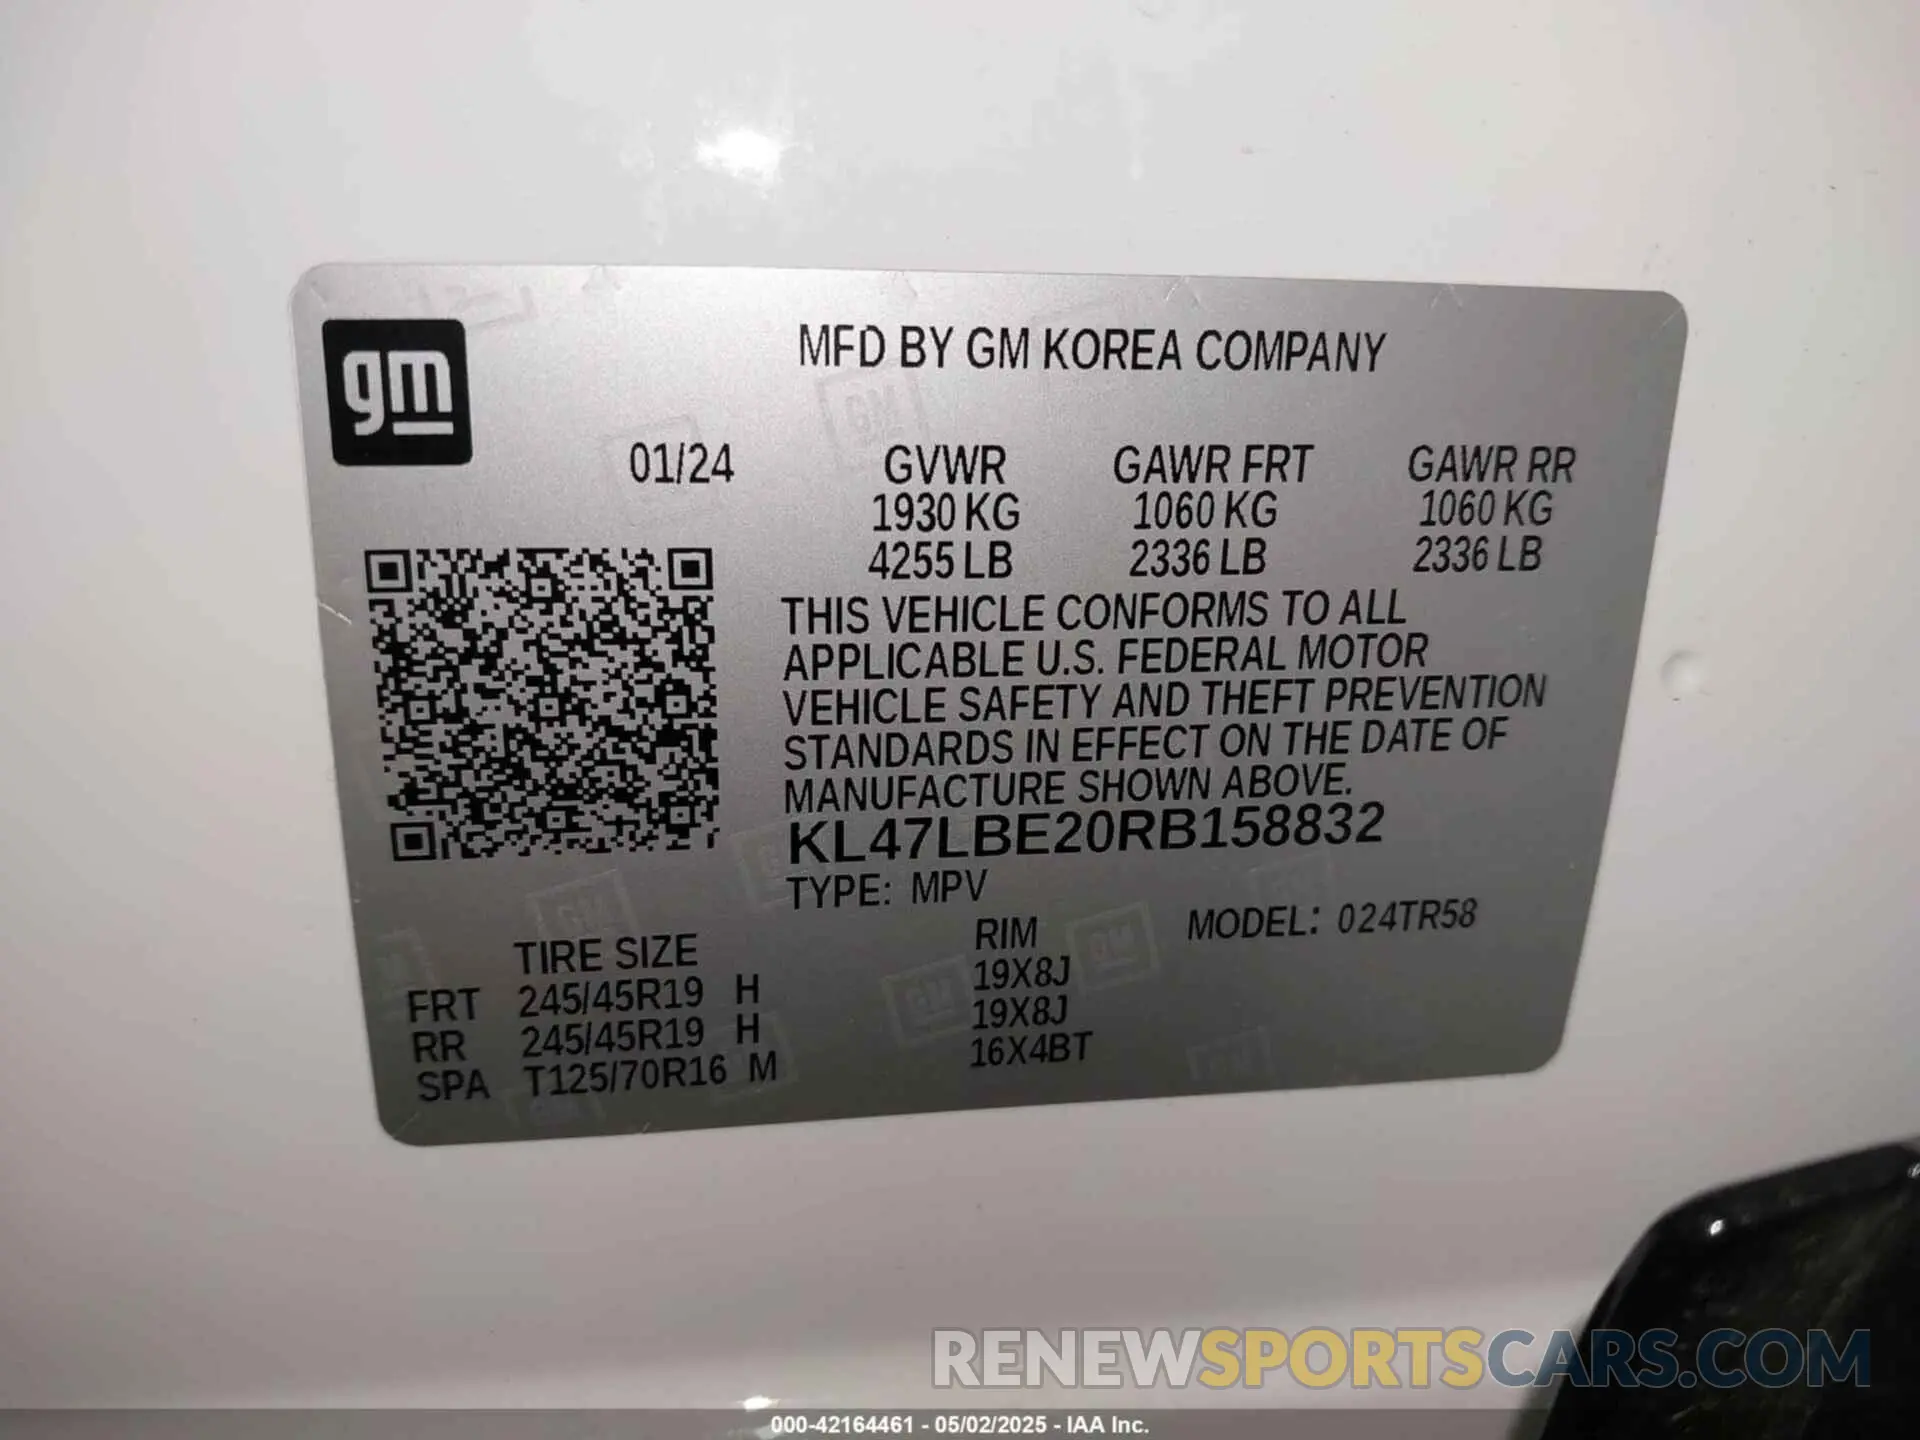 gm
MFD BY GM KOREA COMPANY
01/24 GVWR GAWR FRT GAWR RR
1930 KG 1060 KG 1060 KG
4255 LB 2336 LB 2336 LB
THIS VEHICLE CONFORMS TO ALL
APPLICABLE U.S. FEDERAL MOTOR
VEHICLE SAFETY AND THEFT PREVENTION
STANDARDS IN EFFECT ON THE DATE OF
MANUFACTURE SHOWN ABOVE.
KL47LBE20RB158832
TYPE: MPV
MODEL: 024TR58
TIRE SIZE RIM
FRT 245/45R19 H 19X8J
RR 245/45R19 H 19X8J
SPA T125/70R16 M 16X4BT
RENEWSPORTSCARS.COM
000-42164461 - 05/02/2025 - IAA Inc.